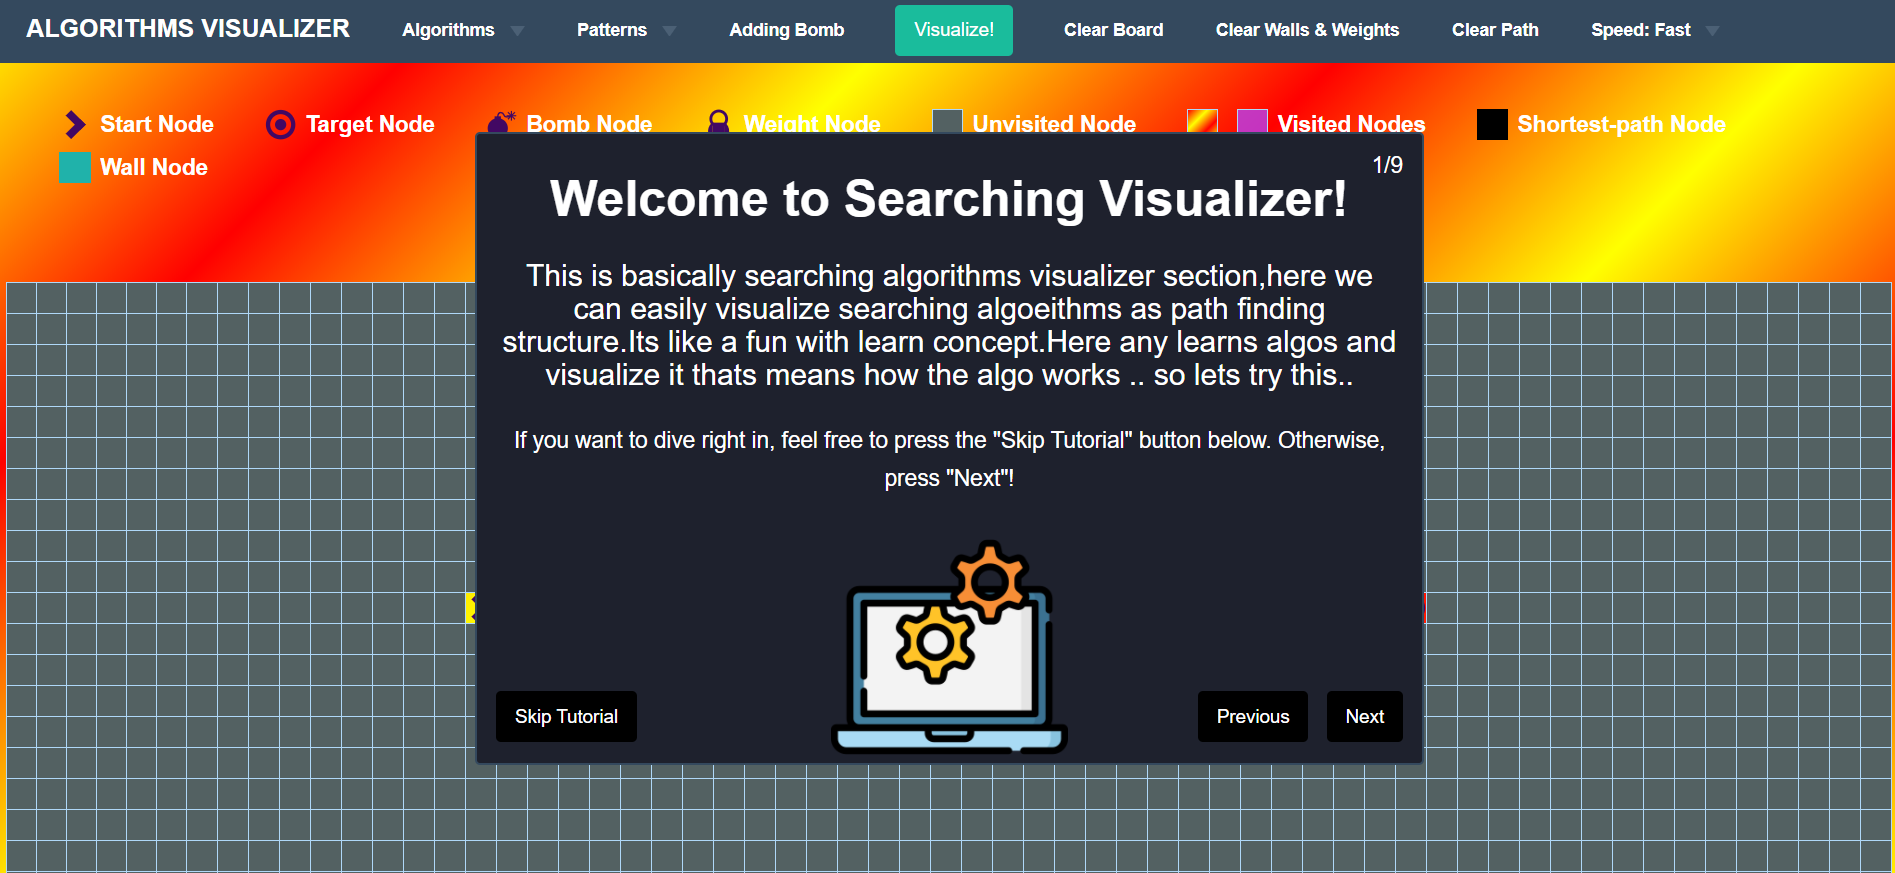 ALGORITHMS VISUALIZER
Algorithms
Patterns
Adding Bomb
Visualize!
Clear Board
Clear Walls & Weights
Clear Path
Speed: Fast
Start Node
Target Node
Bomb Node
Weight Node
Unvisited Node
Visited Nodes
Shortest-path Node
Wall Node
1/9
Welcome to Searching Visualizer!
This is basically searching algorithms visualizer section,here we
can easily visualize searching algoeithms as path finding
structure.Its like a fun with learn concept.Here any learns algos and
visualize it thats means how the algo works .. so lets try this..
If you want to dive right in, feel free to press the "Skip Tutorial" button below. Otherwise,
press "Next"!
Skip Tutorial
Previous
Next